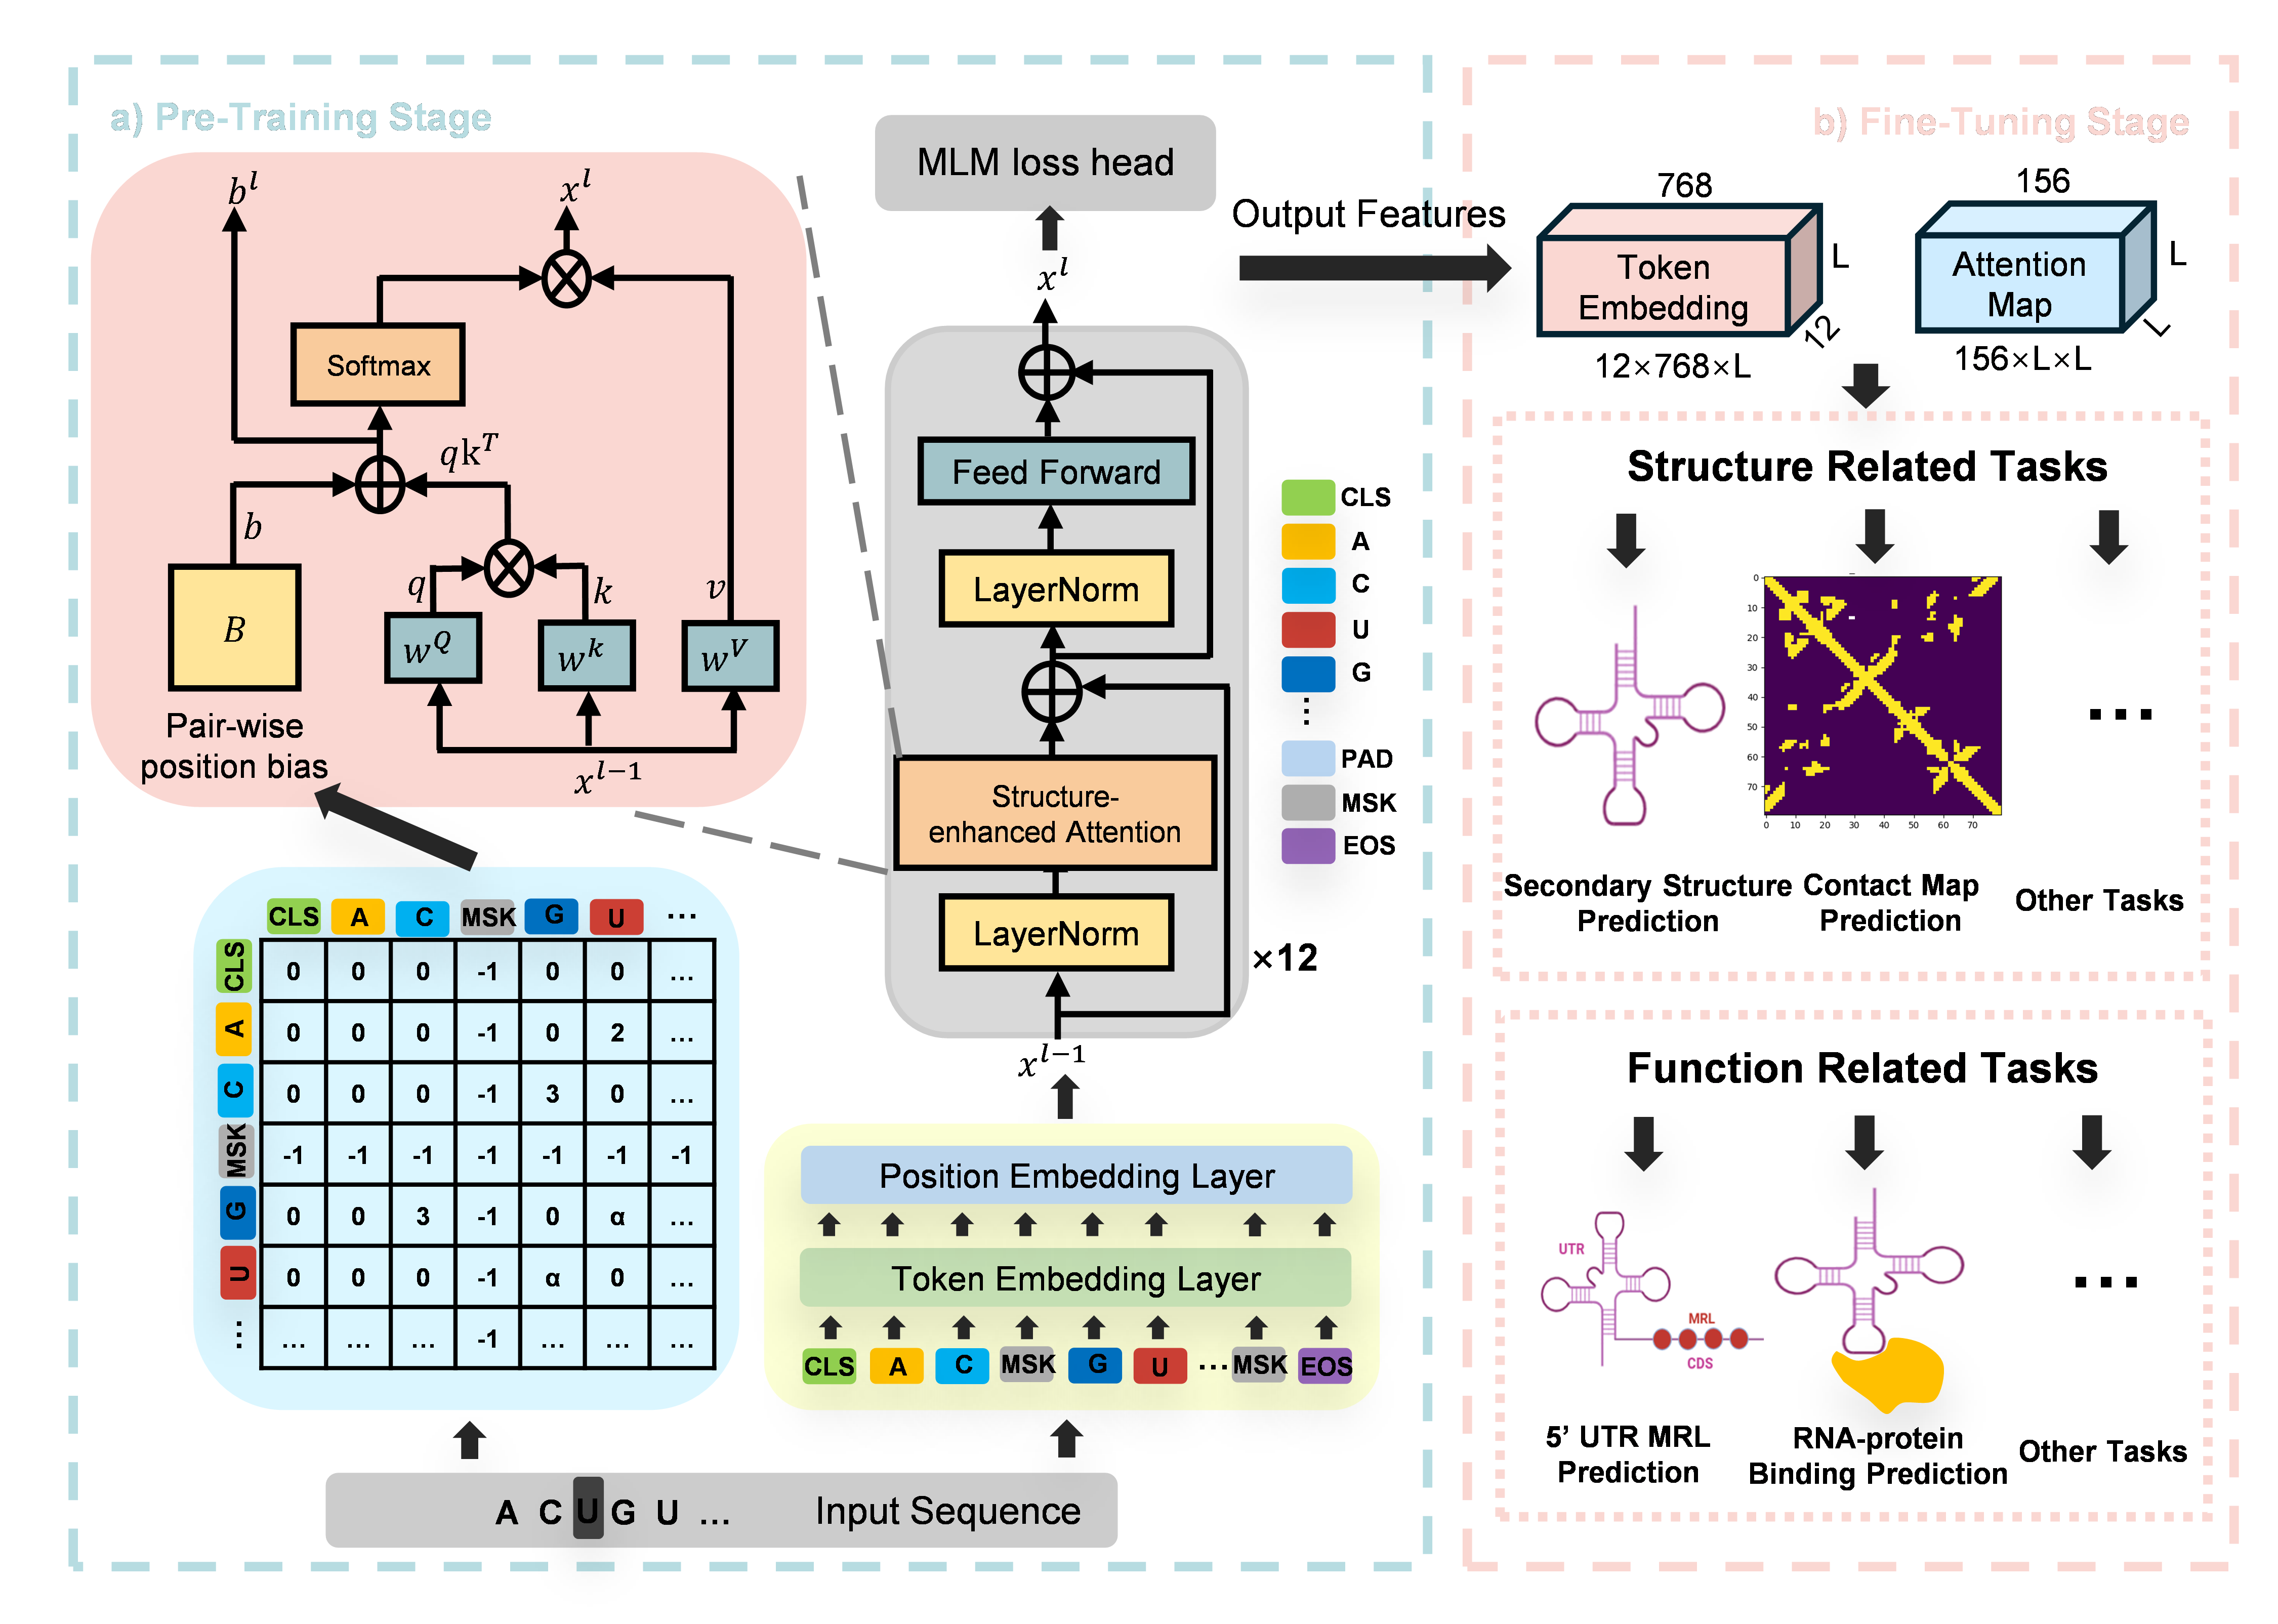 a) Pre-Training Stage
b^l
x^l
Softmax
qk^T
b
q
k
v
B
w^Q
w^k
w^V
Pair-wise
position bias
x^{l-1}
CLS A C MSK G U ...
CLS 0 0 0 -1 0 0 ...
A 0 0 0 -1 0 2 ...
C 0 0 0 -1 3 0 ...
MSK -1 -1 -1 -1 -1 -1 -1
G 0 0 3 -1 0 α ...
U 0 0 0 -1 α 0 ...
... ... ... ... -1 ... ... ...
A C U G U ... Input Sequence
MLM loss head
x^l
Feed Forward
LayerNorm
Structure-
enhanced Attention
LayerNorm
×12
x^{l-1}
CLS
A
C
U
G
...
PAD
MSK
EOS
Position Embedding Layer
Token Embedding Layer
CLS A C MSK G U ... MSK EOS
Output Features
b) Fine-Tuning Stage
768
Token
Embedding
L
12
12×768×L
156
Attention
Map
L
L
156×L×L
Structure Related Tasks
0
10
20
30
40
50
60
70
0 10 20 30 40 50 60 70
...
Secondary Structure
Prediction
Contact Map
Prediction
Other Tasks
Function Related Tasks
UTR
MRL
CDS
...
5’ UTR MRL
Prediction
RNA-protein
Binding Prediction
Other Tasks